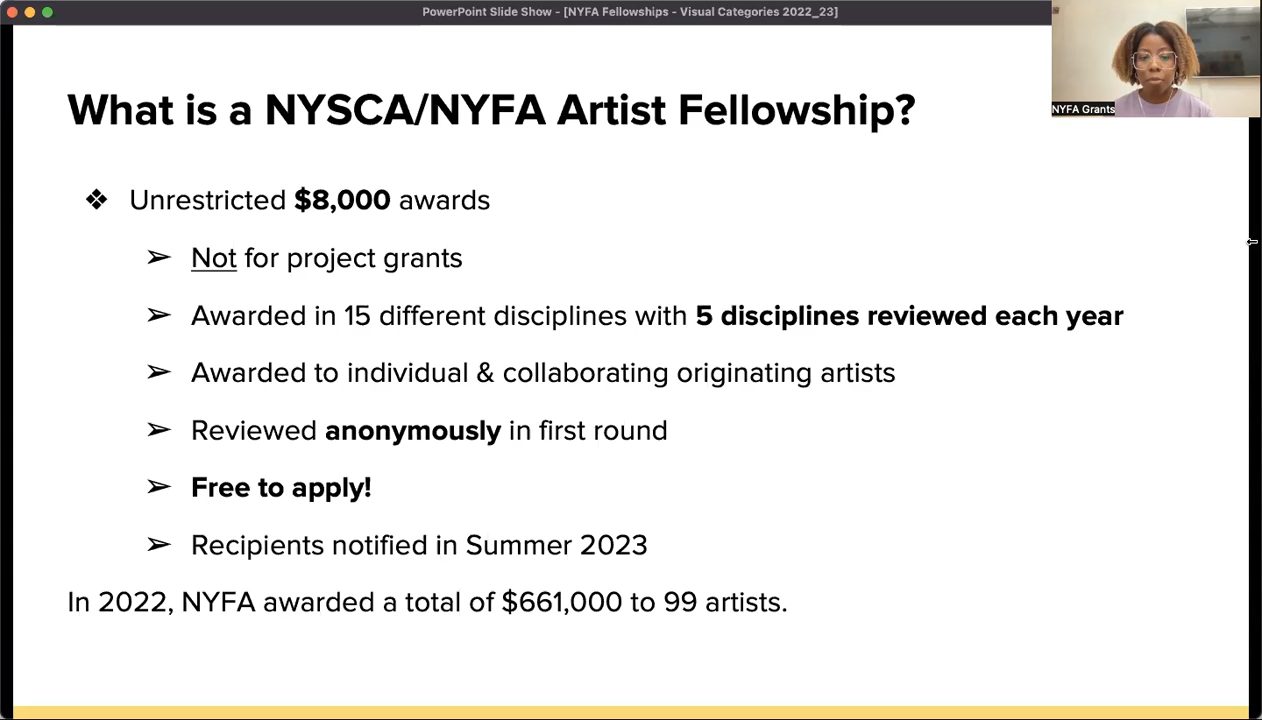 PowerPoint Slide Show - [NYFA Fellowships - Visual Categories 2022_23]
NYFA Grants
What is a NYSCA/NYFA Artist Fellowship?
❖ Unrestricted $8,000 awards
➢ Not for project grants
➢ Awarded in 15 different disciplines with 5 disciplines reviewed each year
➢ Awarded to individual & collaborating originating artists
➢ Reviewed anonymously in first round
➢ Free to apply!
➢ Recipients notified in Summer 2023
In 2022, NYFA awarded a total of $661,000 to 99 artists.